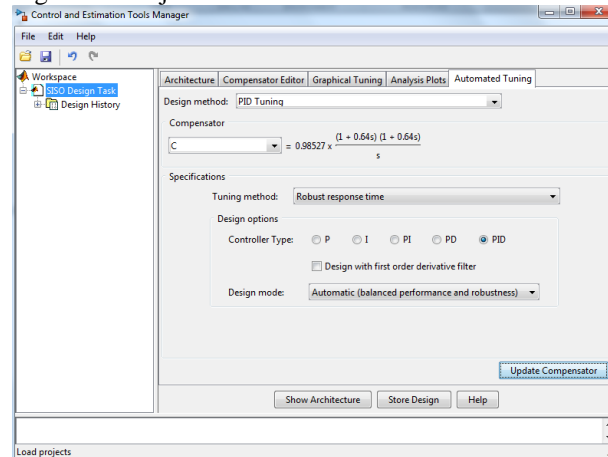 Control and Estimation Tools Manager
File Edit Help
Workspace
SISO Design Task
Design History
Architecture Compensator Editor Graphical Tuning Analysis Plots Automated Tuning
Design method: PID Tuning
Compensator
C = 0.98527 x (1 + 0.64s) (1 + 0.64s)
s
Specifications
Tuning method: Robust response time
Design options
Controller Type: P I PI PD PID
Design with first order derivative filter
Design mode: Automatic (balanced performance and robustness)
Update Compensator
Show Architecture Store Design Help
Load projects